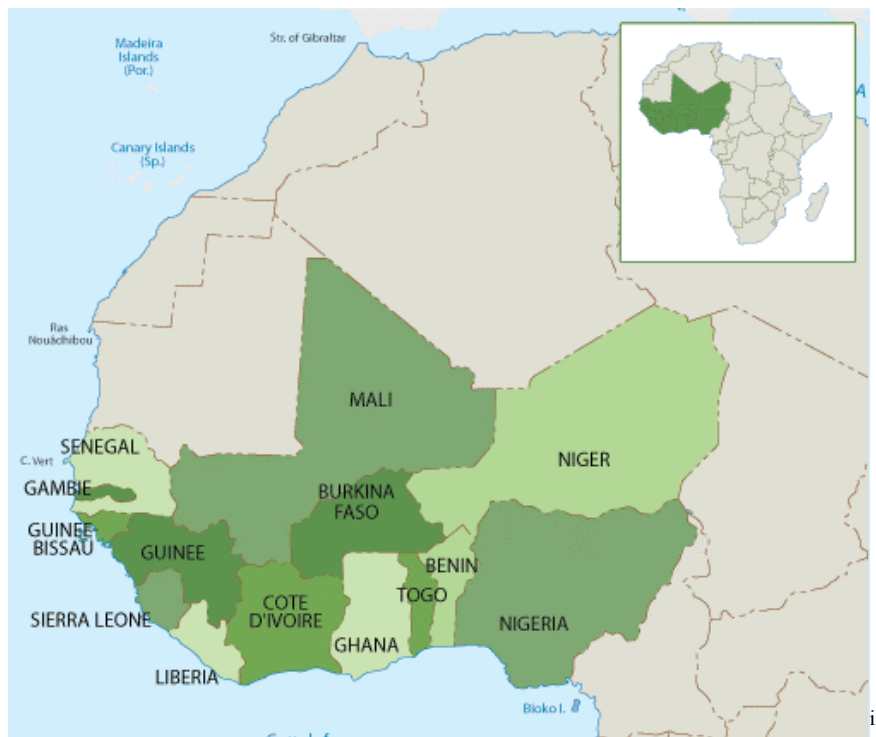 Madeira
Islands
(Por.)
Str. of Gibraltar
A
Canary Islands
(Sp.)
Ras
Nouâdhibou
MALI
SENEGAL
C. Vert
NIGER
GAMBIE
BURKINA
FASO
GUINEE
BISSAU
GUINEE
BENIN
TOGO
COTE
D'IVOIRE
SIERRA LEONE
NIGERIA
GHANA
LIBERIA
Bioko I.
i